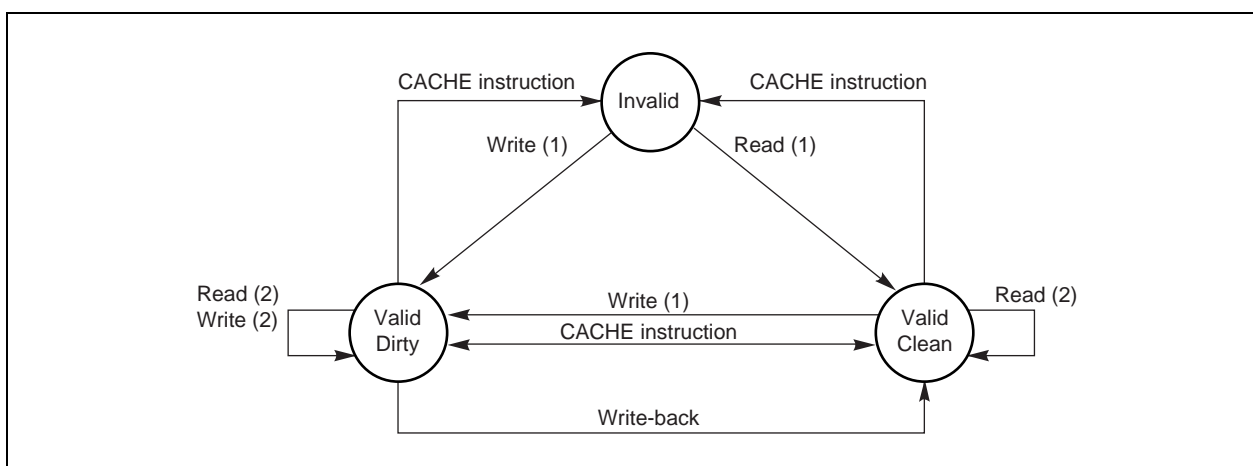 CACHE instruction
CACHE instruction
Invalid
Write (1)
Read (1)
Read (2)
Write (2)
Valid
Dirty
Write (1)
CACHE instruction
Valid
Clean
Read (2)
Write-back